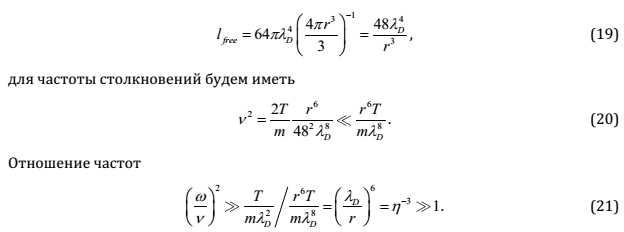 l_{free} = 64πλ_D^4 (4πr^3/3)^{-1} = 48λ_D^4/r^3, (19)
для частоты столкновений будем иметь
ν^2 = (2T/m) (r^6/(48^2 λ_D^8)) ≪ r^6T/(mλ_D^8). (20)
Отношение частот
(ω/ν)^2 ≫ T/(mλ_D^2) / r^6T/(mλ_D^8) = (λ_D/r)^6 = η^{-3} ≫ 1. (21)